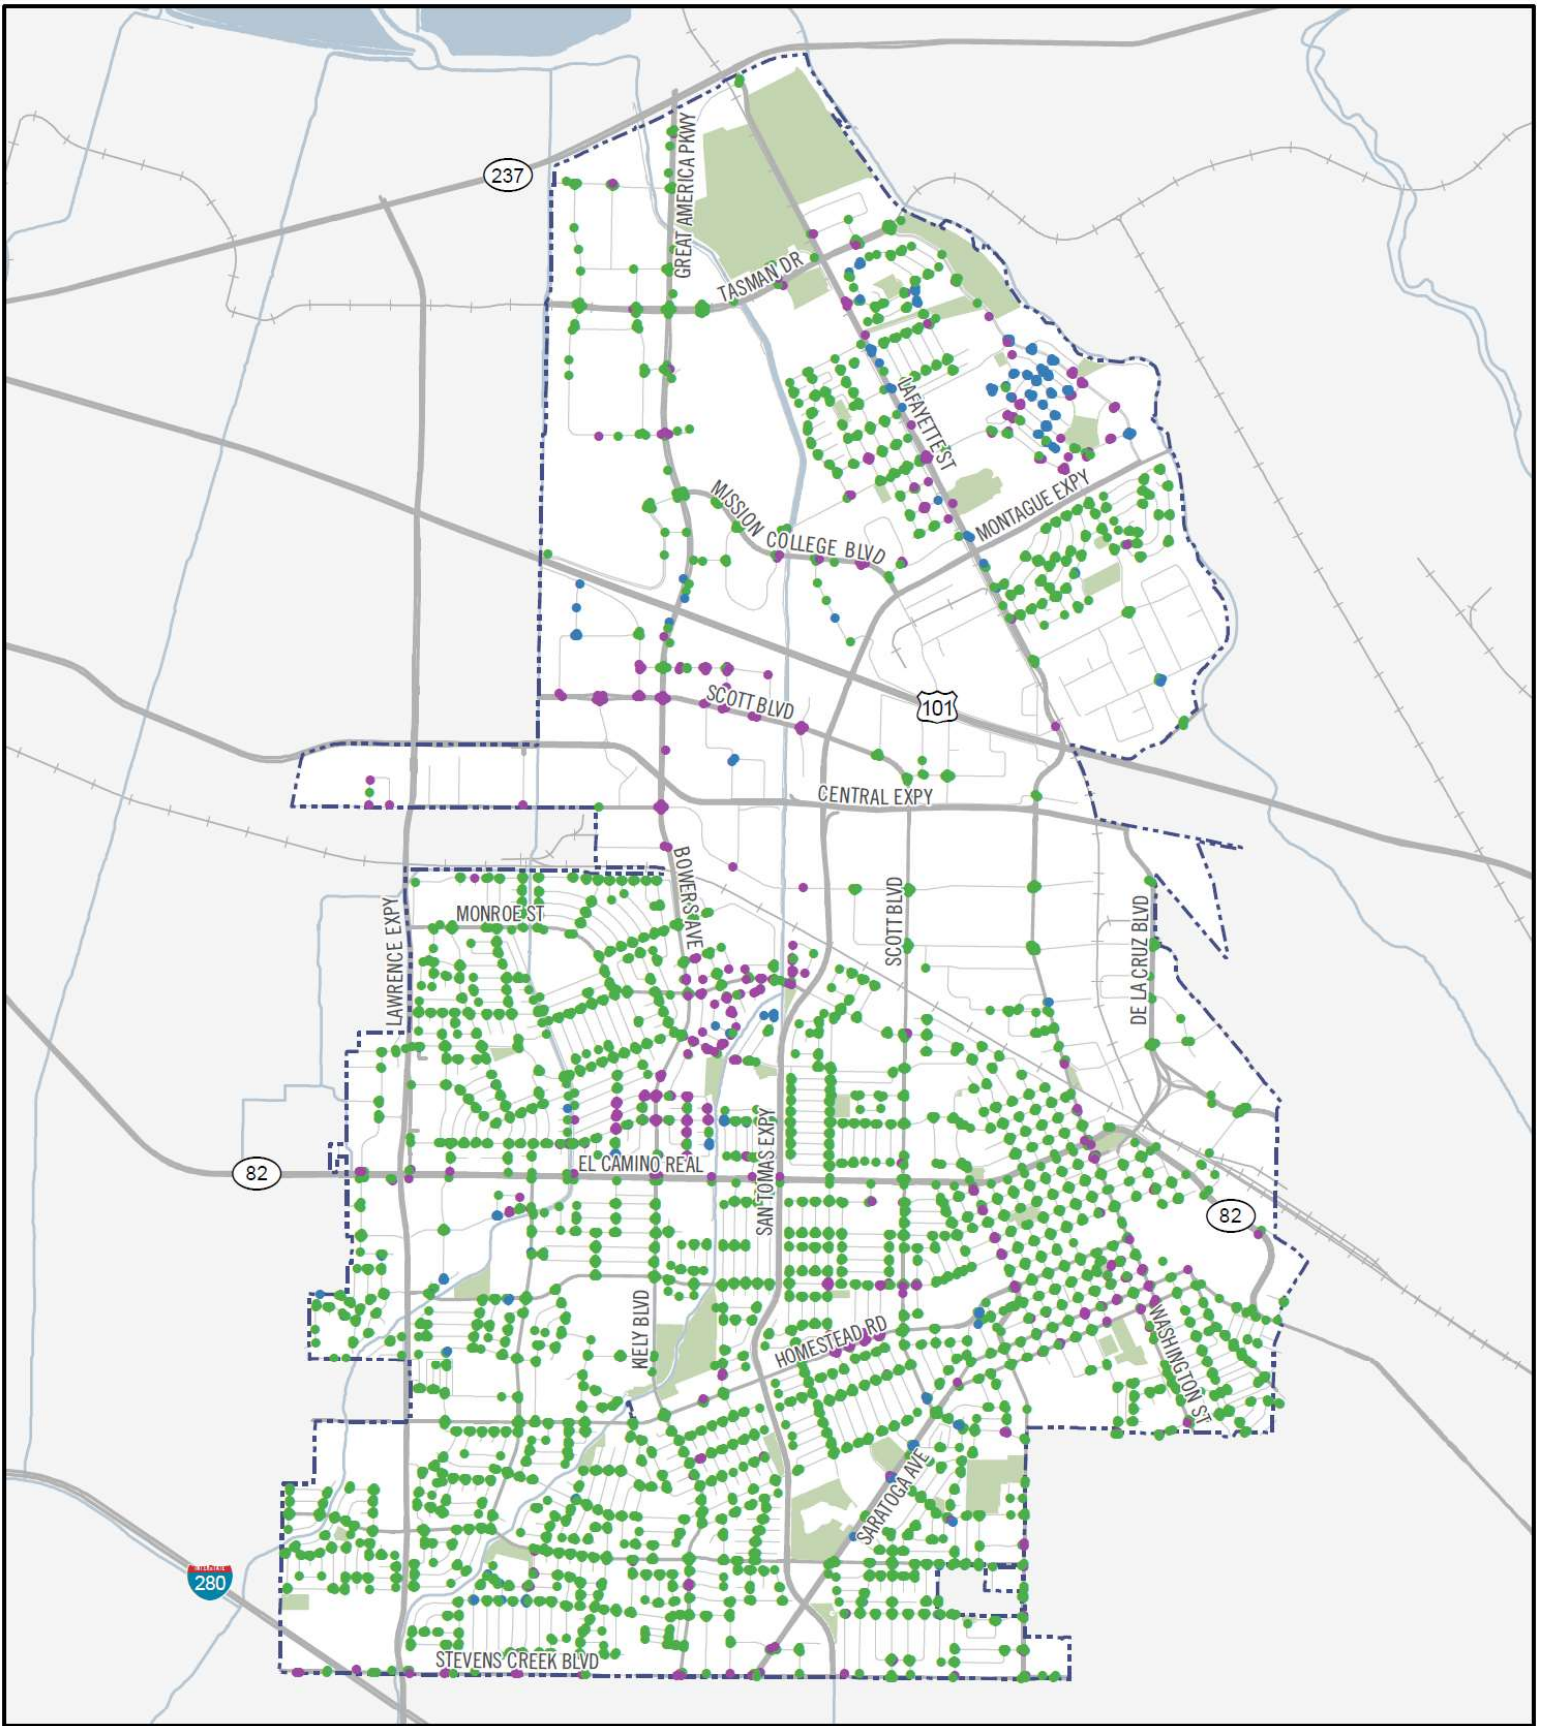 GREAT AMERICA PKWY
237
TASMAN DR
LAFAYETTE ST
MISSION COLLEGE BLVD
MONTAGUE EXPY
SCOTT BLVD
101
CENTRAL EXPY
BOWERS AVE
SCOTT BLVD
MONROE ST
LAWRENCE EXPY
DE LA CRUZ BLVD
SAN TOMAS EXPY
EL CAMINO REAL
82
82
KIELY BLVD
HOMESTEAD RD
WASHINGTON ST
SARATOGA AVE
280
STEVENS CREEK BLVD